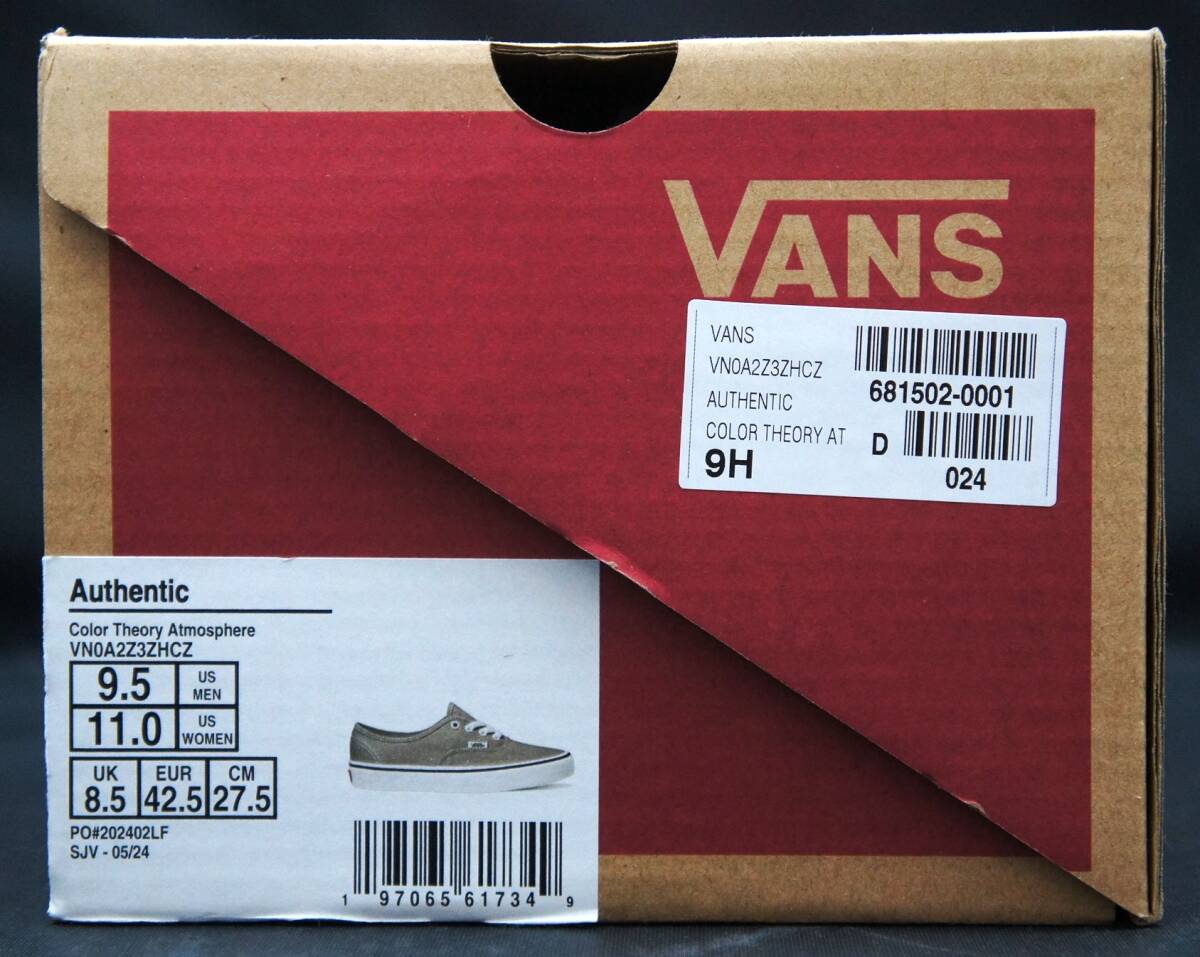 VANS
VANS
VN0A2Z3ZHCZ
AUTHENTIC
COLOR THEORY AT
9H
681502-0001
D
024
Authentic
Color Theory Atmosphere
VN0A2Z3ZHCZ
9.5 US MEN
11.0 US WOMEN
UK EUR CM
8.5 42.5 27.5
PO#202402LF
SJV - 05/24
1 97065 61734 9